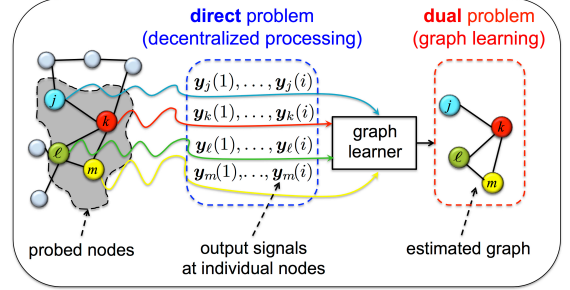 direct problem
(decentralized processing)
dual problem
(graph learning)
j
k
ℓ
m
y_j(1), . . . , y_j(i)
y_k(1), . . . , y_k(i)
y_ℓ(1), . . . , y_ℓ(i)
y_m(1), . . . , y_m(i)
graph
learner
j
k
ℓ
m
probed nodes
output signals
at individual nodes
estimated graph